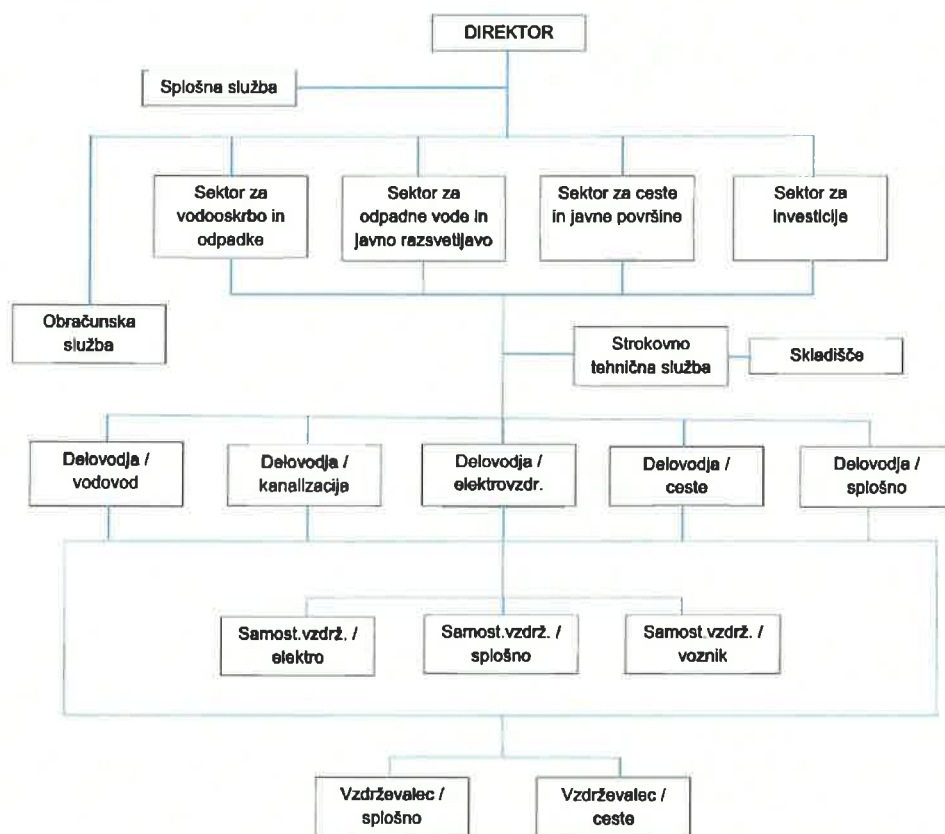 DIREKTOR
Splošna služba
Sektor za
vodooskrbo in
odpadke
Sektor za
odpadne vode in
javno razsvetljavo
Sektor za ceste
in javne površine
Sektor za
investicije
Obračunska
služba
Strokovno
tehnična služba
Skladišče
Delovodja /
vodovod
Delovodja /
kanalizacija
Delovodja /
elektrovzdr.
Delovodja /
ceste
Delovodja /
splošno
Samost.vzdrž. /
elektro
Samost.vzdrž. /
splošno
Samost.vzdrž. /
voznik
Vzdrževalec /
splošno
Vzdrževalec /
ceste